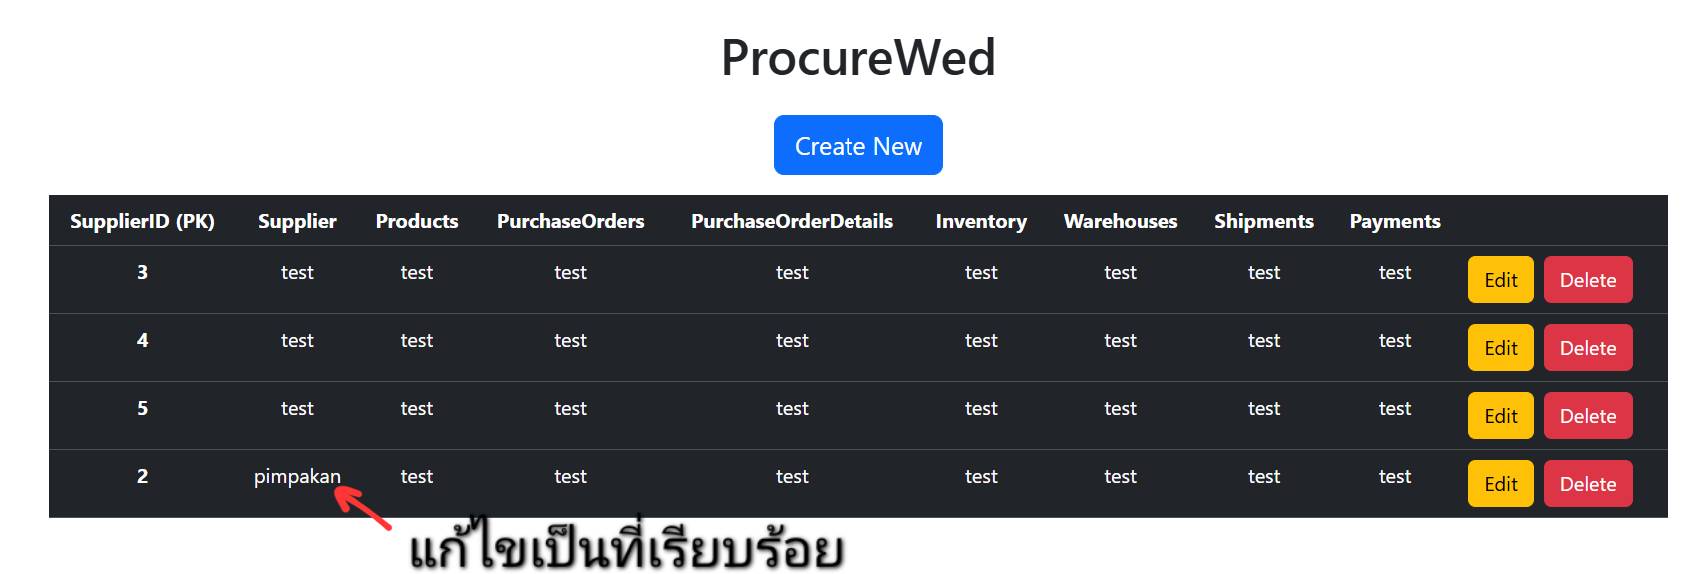 ProcureWed
Create New
SupplierID (PK) Supplier Products PurchaseOrders PurchaseOrderDetails Inventory Warehouses Shipments Payments
3 test test test test test test test test Edit Delete
4 test test test test test test test test Edit Delete
5 test test test test test test test test Edit Delete
2 pimpakan test test test test test test test Edit Delete
แก้ไขเป็นที่เรียบร้อย